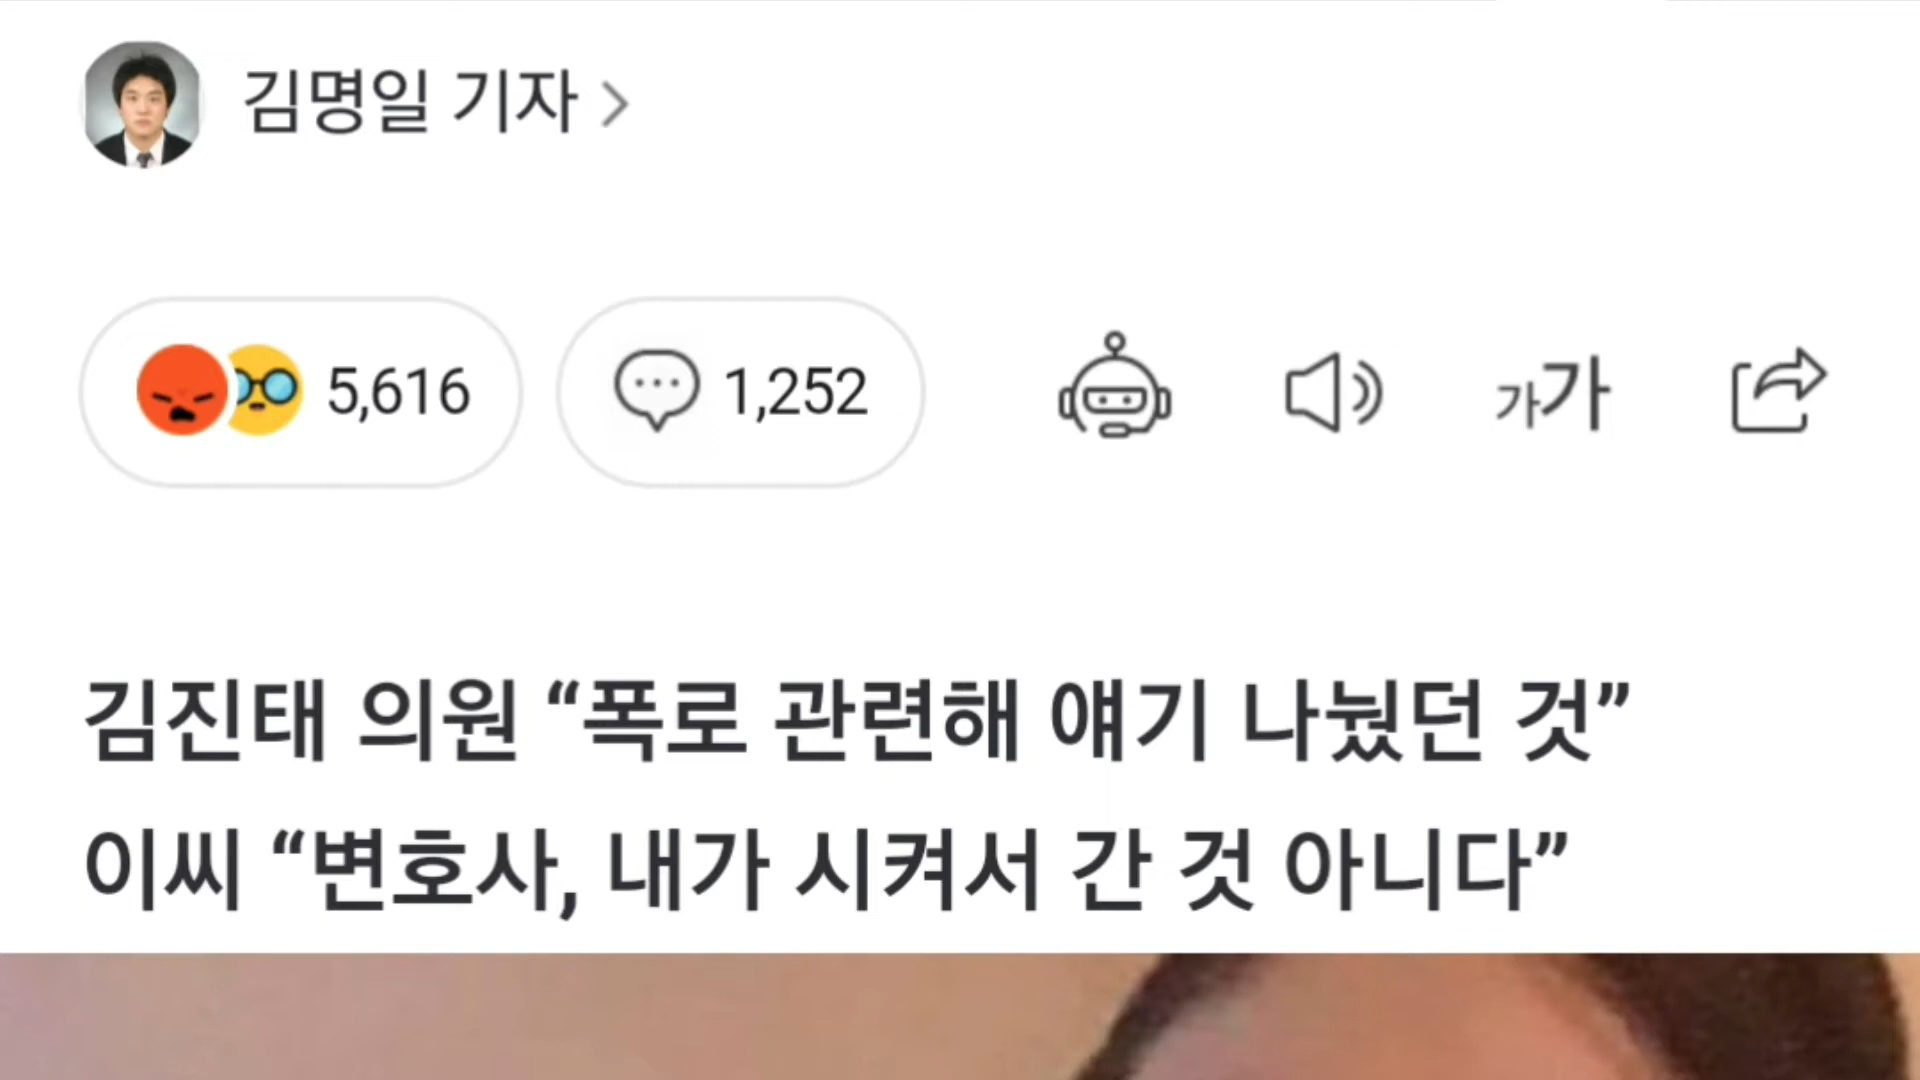 김명일 기자
5,616 1,252 가가
김진태 의원 “폭로 관련해 얘기 나눴던 것”
이씨 “변호사, 내가 시켜서 간 것 아니다”